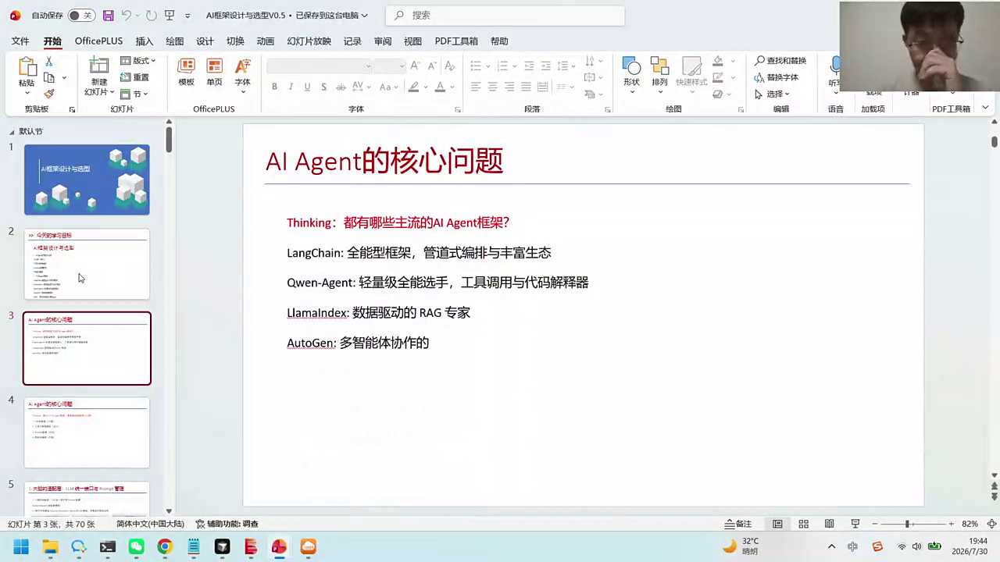 自动保存 关 AI框架设计与选型V0.5 • 已保存到这台电脑 搜索
文件 开始 OfficePLUS 插入 绘图 设计 切换 动画 幻灯片放映 记录 审阅 视图 PDF工具箱 帮助
粘贴 新建 幻灯片 版式 重置 节 模板 单页 字体 形状 排列 快速样式 查找和替换 替换字体 选择
剪贴板 幻灯片 OfficePLUS 字体 段落 绘图 编辑 语音 加载项 PDF工具箱
默认节
1
AI框架设计与选型
2
今天的学习目标
AI框架设计与选型
3
AI Agent的核心问题
4
AI Agent的核心问题
5
AI Agent的核心问题
Thinking：都有哪些主流的AI Agent框架?
LangChain: 全能型框架，管道式编排与丰富生态
Qwen-Agent: 轻量级全能选手，工具调用与代码解释器
LlamaIndex: 数据驱动的 RAG 专家
AutoGen: 多智能体协作的
幻灯片 第 3 张，共 70 张 简体中文(中国大陆) 辅助功能: 调查 备注 82%
32°C
晴朗
19:44
2026/7/30